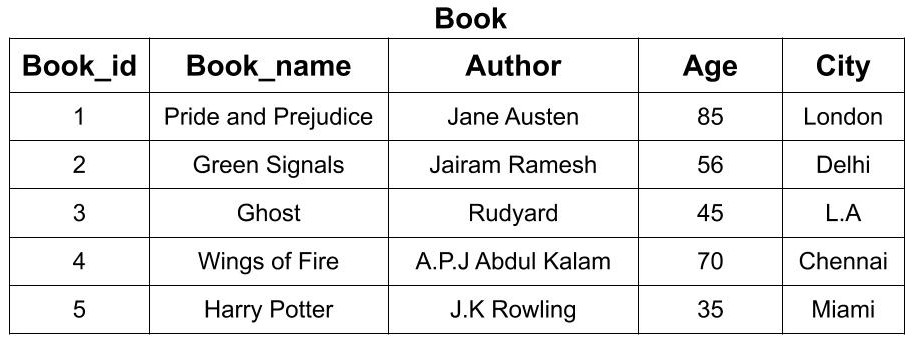 Book
Book_id Book_name Author Age City
1 Pride and Prejudice Jane Austen 85 London
2 Green Signals Jairam Ramesh 56 Delhi
3 Ghost Rudyard 45 L.A
4 Wings of Fire A.P.J Abdul Kalam 70 Chennai
5 Harry Potter J.K Rowling 35 Miami